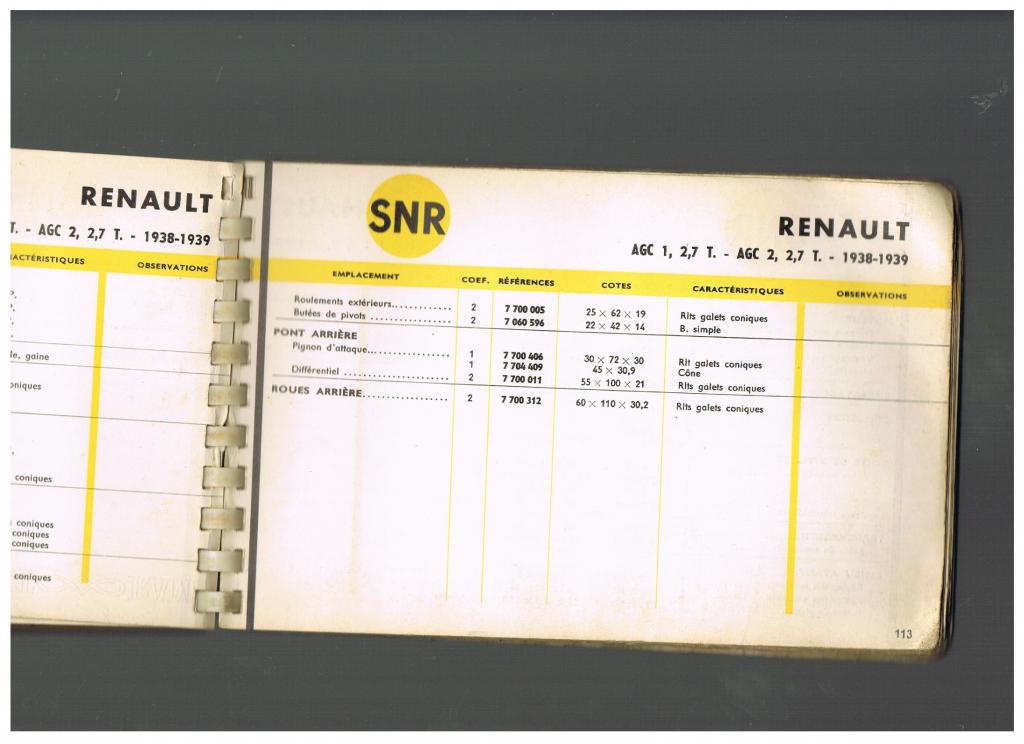 RENAULT
T. - AGC 2, 2,7 T. - 1938-1939
ACTÉRISTIQUES OBSERVATIONS
P.
P.
le, gaine
oniques
coniques
coniques
coniques
coniques
coniques
SNR
RENAULT
AGC 1, 2,7 T. - AGC 2, 2,7 T. - 1938-1939
EMPLACEMENT COEF. RÉFÉRENCES COTES CARACTÉRISTIQUES OBSERVATIONS
Roulements extérieurs............... 2 7 700 005 25 × 62 × 19 Rlts galets coniques
Butées de pivots .................... 2 7 060 596 22 × 42 × 14 B. simple
PONT ARRIÈRE
Pignon d'attaque..................... 1 7 700 406 30 × 72 × 30 Rlt galets coniques
1 7 704 409 45 × 30,9 Cône
Différentiel .......................... 2 7 700 011 55 × 100 × 21 Rlts galets coniques
ROUES ARRIÈRE..................... 2 7 700 312 60 × 110 × 30,2 Rlts galets coniques
113